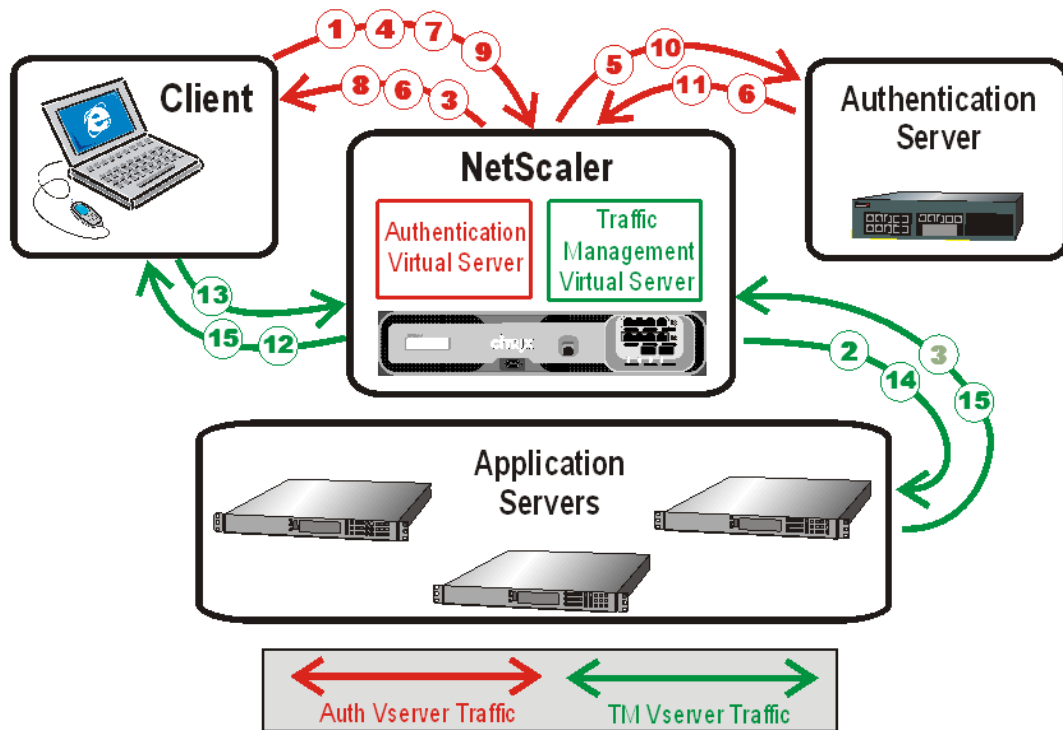 1 4 7 9
8 6 3
5 10
11 6
Client
Authentication
Server
NetScaler
Authentication
Virtual Server
Traffic
Management
Virtual Server
citrix
13
15 12
2
14
3
15
Application
Servers
Auth Vserver Traffic
TM Vserver Traffic